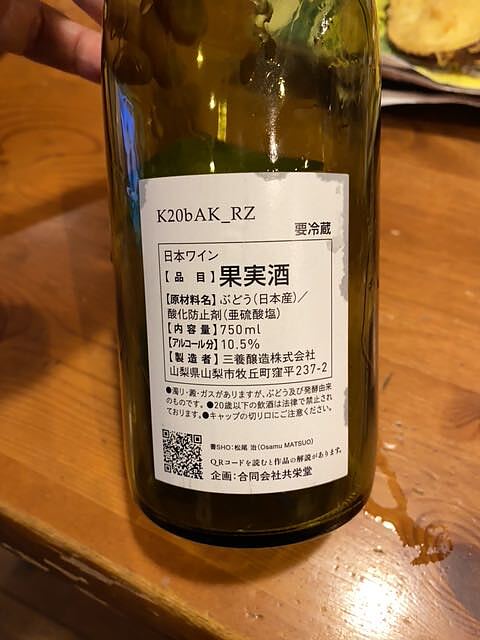 K20bAK_RZ
要冷蔵
日本ワイン
【品　目】果実酒
【原材料名】ぶどう（日本産）／
酸化防止剤（亜硫酸塩）
【内 容 量】750ml
【アルコール分】10.5%
【製 造 者】三養醸造株式会社
山梨県山梨市牧丘町窪平237-2
●濁り・澱・ガスがありますが、ぶどう及び発酵由来
のものです。●20歳以下の飲酒は法律で禁止され
ております。●キャップの切り口にご注意ください。
書SHO：松尾 治（Osamu MATSUO）
QRコードを読むと作品の解説があります。
企画：合同会社共栄堂